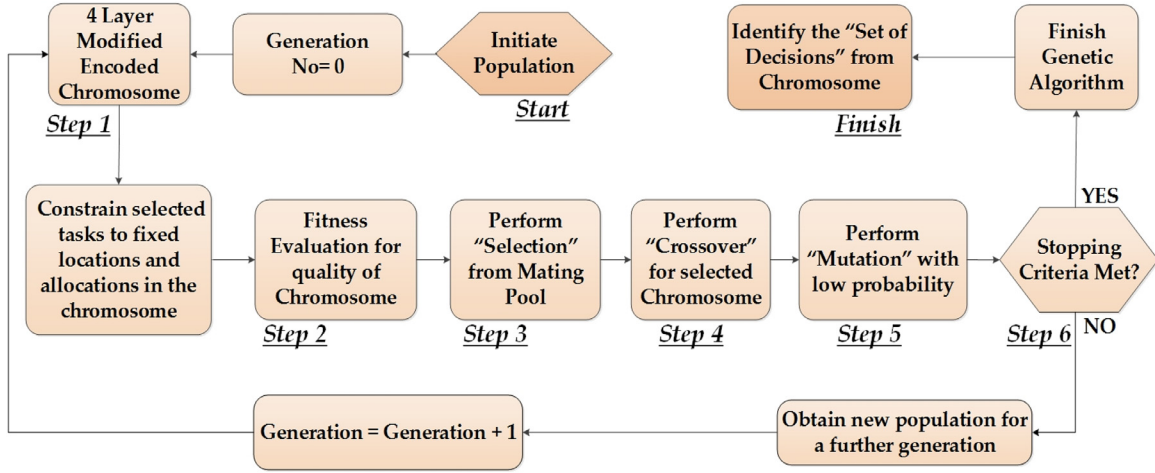 4 Layer
Modified
Encoded
Chromosome
Step 1
Generation
No= 0
Initiate
Population
Start
Identify the “Set of
Decisions” from
Chromosome
Finish
Finish
Genetic
Algorithm
Constrain selected
tasks to fixed
locations and
allocations in the
chromosome
Fitness
Evaluation for
quality of
Chromosome
Step 2
Perform
“Selection”
from Mating
Pool
Step 3
Perform
“Crossover”
for selected
Chromosome
Step 4
Perform
“Mutation” with
low probability
Step 5
YES
Stopping
Criteria Met?
NO
Step 6
Generation = Generation + 1
Obtain new population for
a further generation